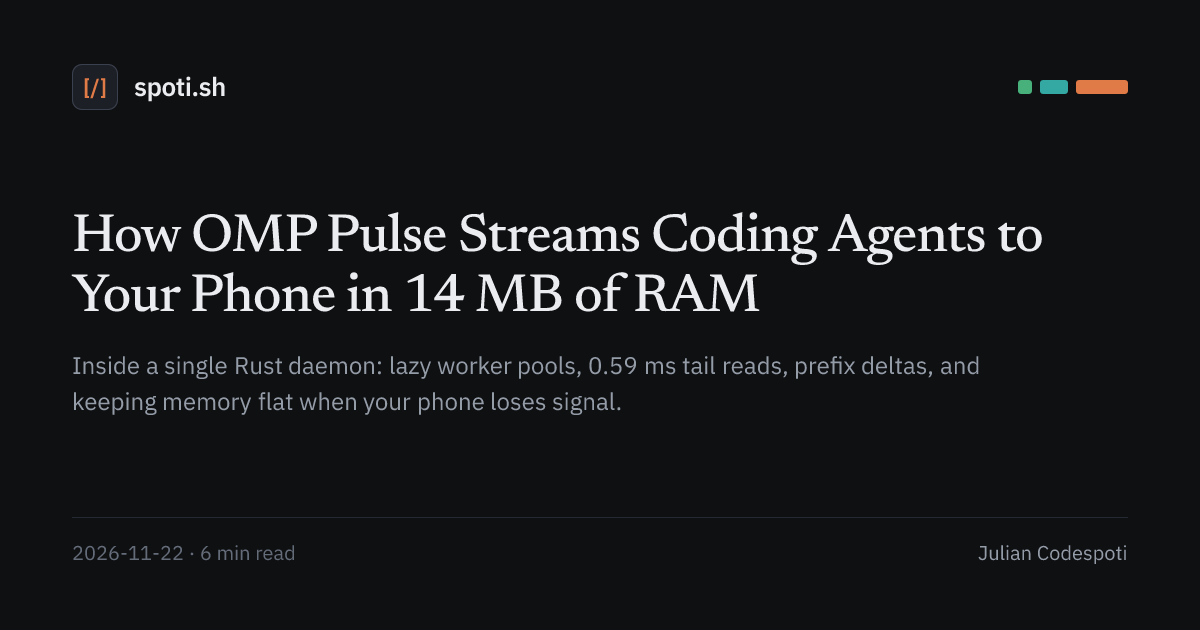 [/] spoti.sh
How OMP Pulse Streams Coding Agents to
Your Phone in 14 MB of RAM
Inside a single Rust daemon: lazy worker pools, 0.59 ms tail reads, prefix deltas, and
keeping memory flat when your phone loses signal.
2026-11-22 · 6 min read
Julian Codespoti